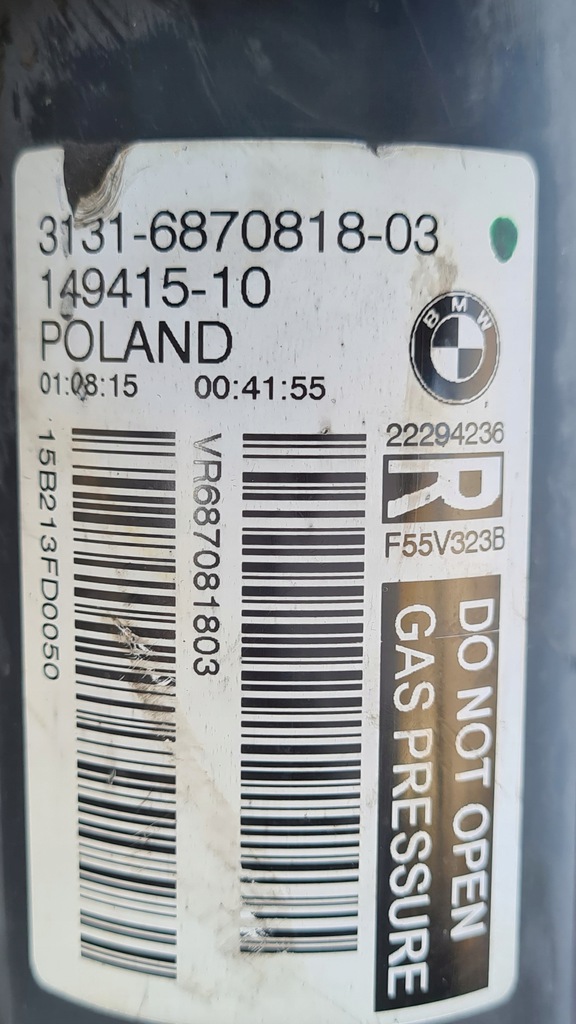 3131-6870818-03
149415-10
POLAND
01:08:15 00:41:55
BMW
22294236
R
F55V323B
DO NOT OPEN
GAS PRESSURE
VR687081803
15B213FD0050